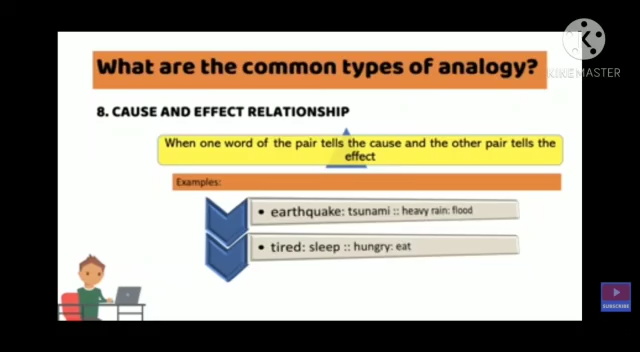 What are the common types of analogy?
KINEMASTER
8. CAUSE AND EFFECT RELATIONSHIP
When one word of the pair tells the cause and the other pair tells the
effect
Examples:
• earthquake: tsunami :: heavy rain: flood
• tired: sleep :: hungry: eat
SUBSCRIBE